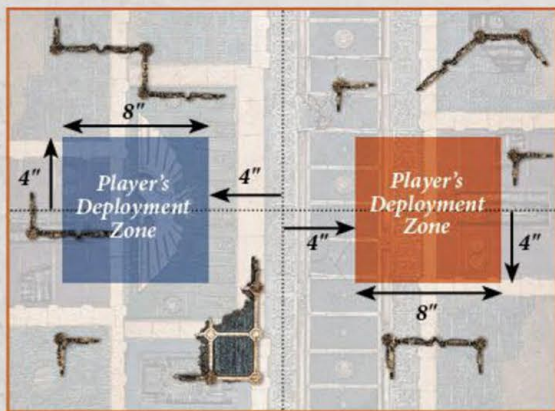 8"
4"
4"
Player's
Deployment
Zone
Player's
Deployment
Zone
4"
4"
8"